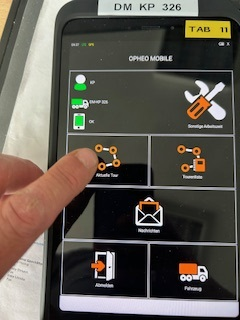 DM KP 326
TAB 11
OPHEO MOBILE
KP
DM-KP-326
OK
Sonstige Arbeitszeit
Aktuelle Tour
Tourenliste
Nachrichten
Abmelden
Fahrzeug